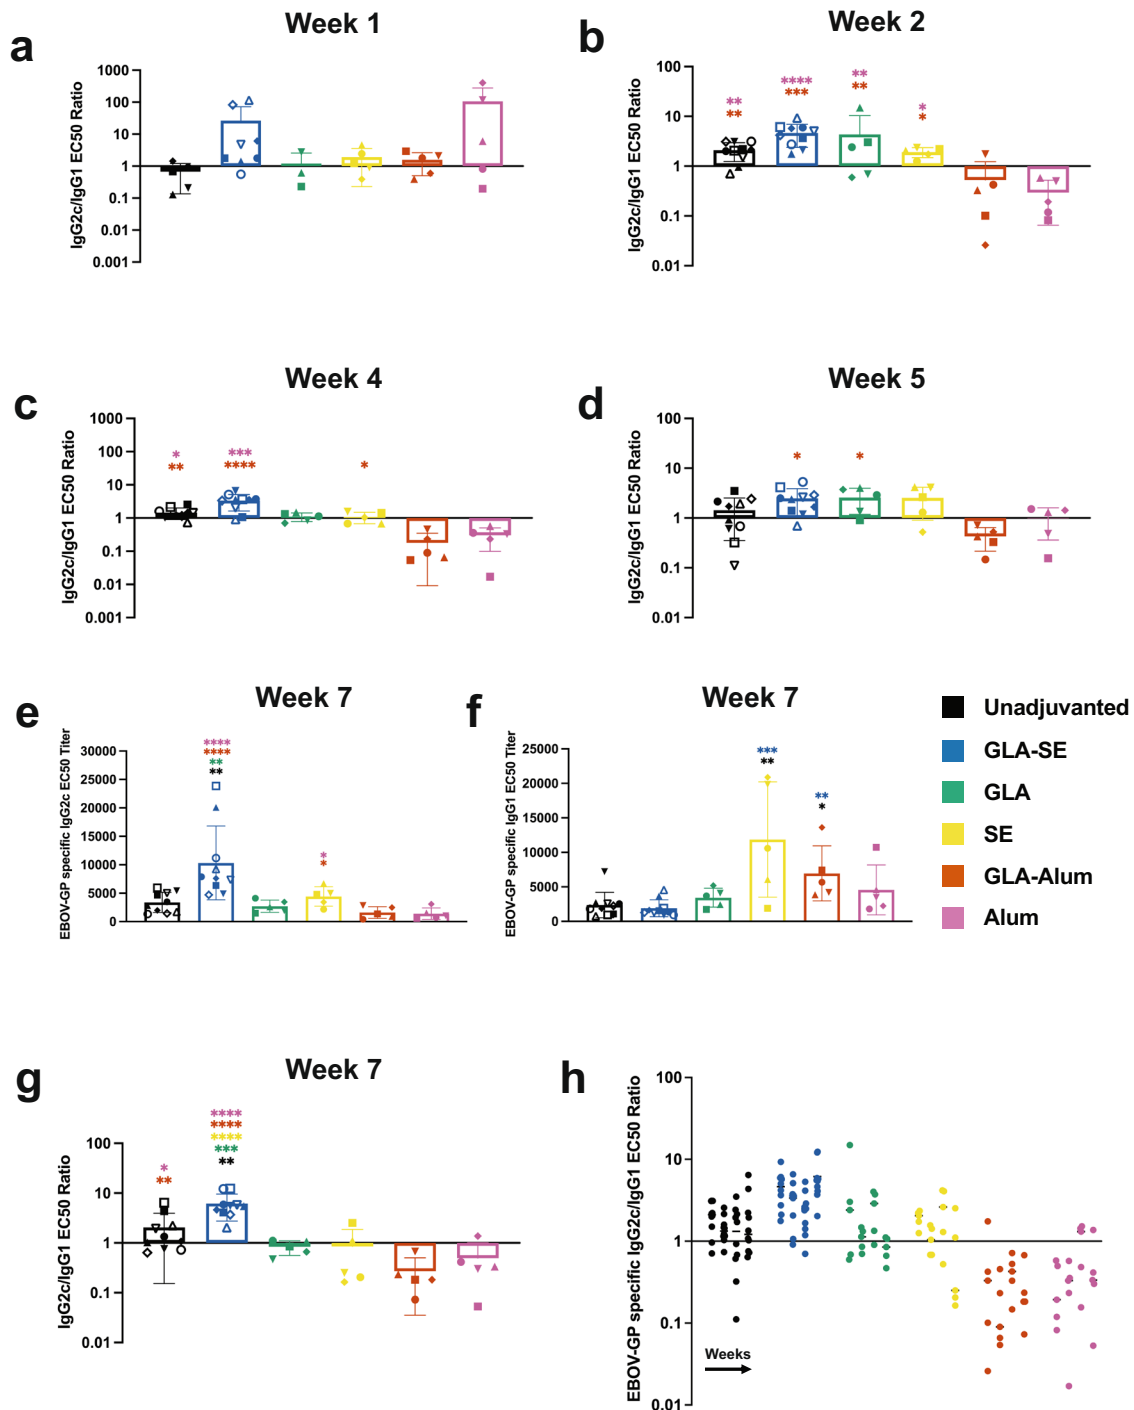 Week 1
a
IgG2c/IgG1 EC50 Ratio
1000
100
10
1
0.1
0.01
0.001
Week 2
b
IgG2c/IgG1 EC50 Ratio
100
10
1
0.1
0.01
**
**
****
***
**
**
*
*
Week 4
c
IgG2c/IgG1 EC50 Ratio
1000
100
10
1
0.1
0.01
0.001
*
**
***
****
*
Week 5
d
IgG2c/IgG1 EC50 Ratio
100
10
1
0.1
0.01
*
*
Week 7
e
EBOV-GP specific IgG2c EC50 Titer
30000
25000
20000
15000
10000
5000
0
****
****
**
**
*
*
Week 7
f
EBOV-GP specific IgG1 EC50 Titer
25000
20000
15000
10000
5000
0
***
**
**
*
Unadjuvanted
GLA-SE
GLA
SE
GLA-Alum
Alum
Week 7
g
IgG2c/IgG1 EC50 Ratio
100
10
1
0.1
0.01
*
**
****
****
****
***
**
h
EBOV-GP specific IgG2c/IgG1 EC50 Ratio
100
10
1
0.1
0.01
Weeks